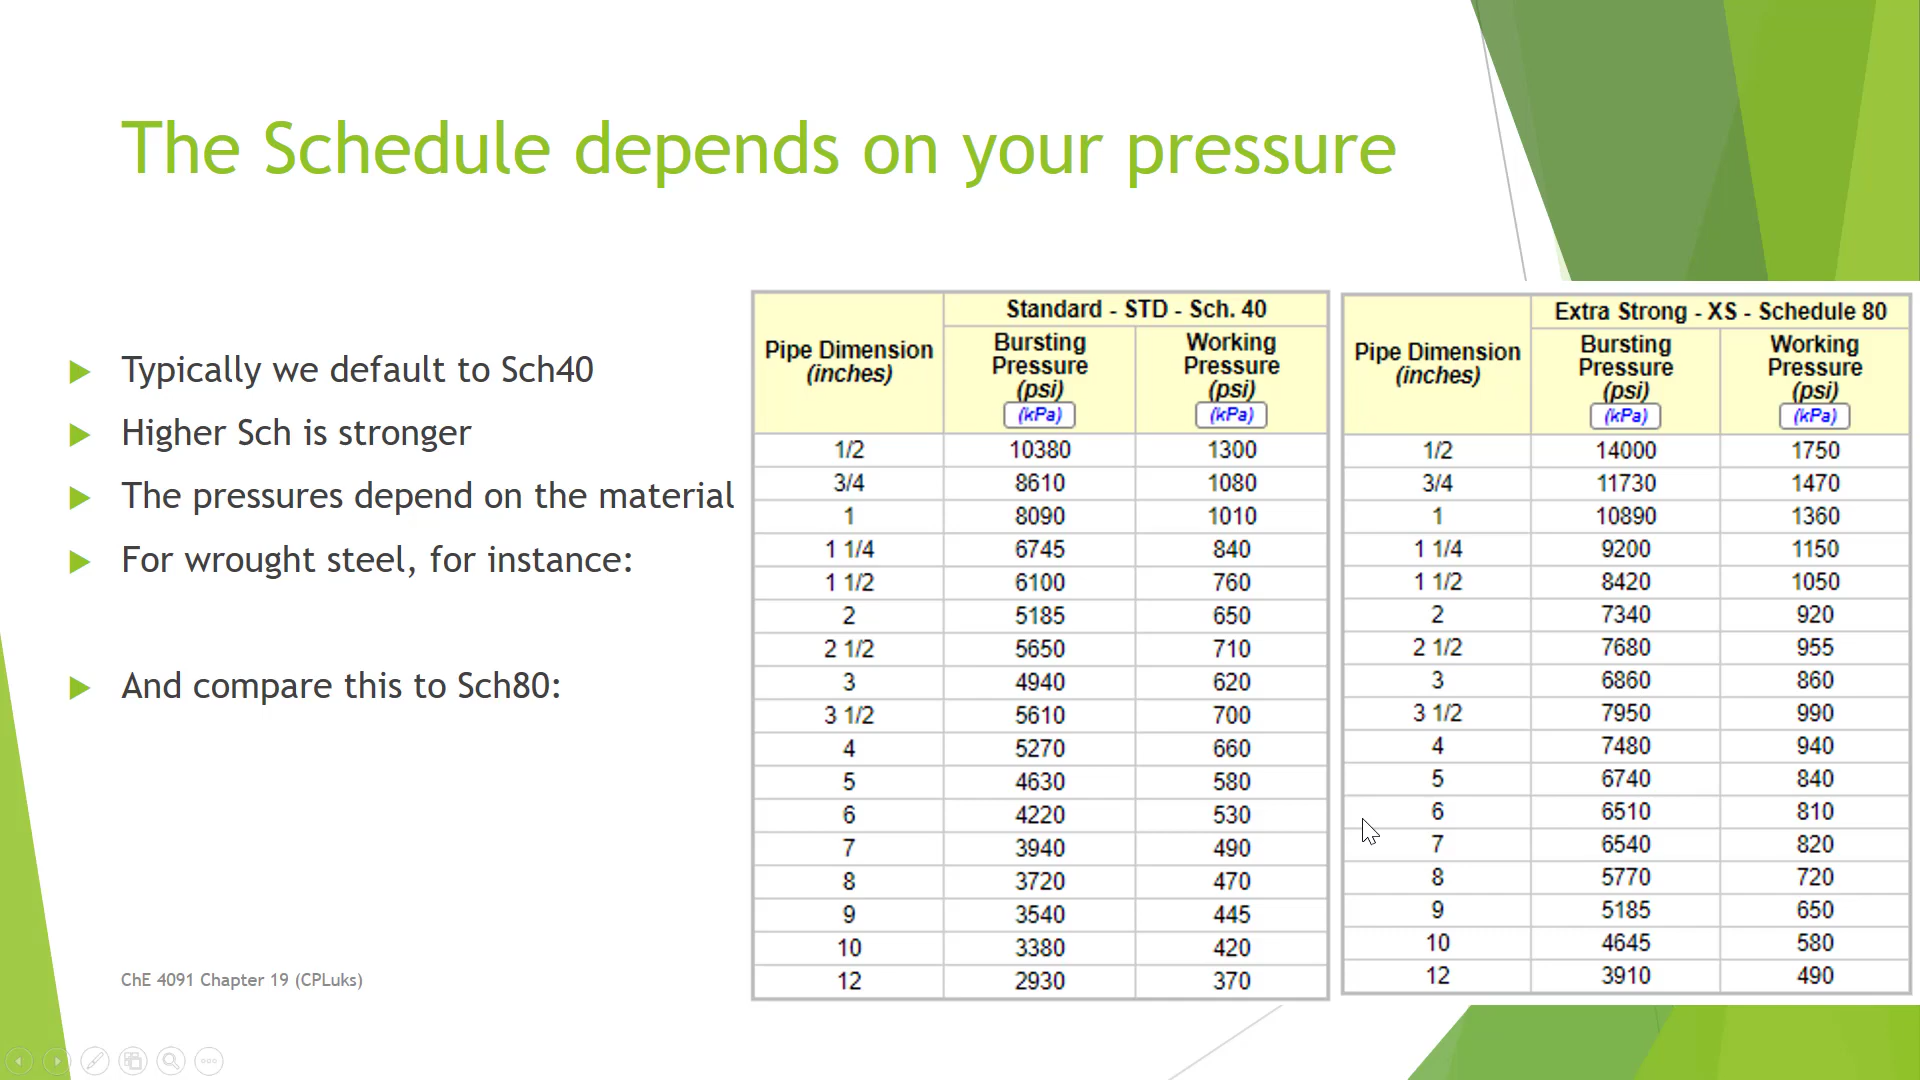 The Schedule depends on your pressure
Typically we default to Sch40
Higher Sch is stronger
The pressures depend on the material
For wrought steel, for instance:
And compare this to Sch80:
Standard - STD - Sch. 40
Pipe Dimension (inches) Bursting Pressure (psi) (kPa) Working Pressure (psi) (kPa)
1/2 10380 1300
3/4 8610 1080
1 8090 1010
1 1/4 6745 840
1 1/2 6100 760
2 5185 650
2 1/2 5650 710
3 4940 620
3 1/2 5610 700
4 5270 660
5 4630 580
6 4220 530
7 3940 490
8 3720 470
9 3540 445
10 3380 420
12 2930 370
Extra Strong - XS - Schedule 80
Pipe Dimension (inches) Bursting Pressure (psi) (kPa) Working Pressure (psi) (kPa)
1/2 14000 1750
3/4 11730 1470
1 10890 1360
1 1/4 9200 1150
1 1/2 8420 1050
2 7340 920
2 1/2 7680 955
3 6860 860
3 1/2 7950 990
4 7480 940
5 6740 840
6 6510 810
7 6540 820
8 5770 720
9 5185 650
10 4645 580
12 3910 490
ChE 4091 Chapter 19 (CPLuks)